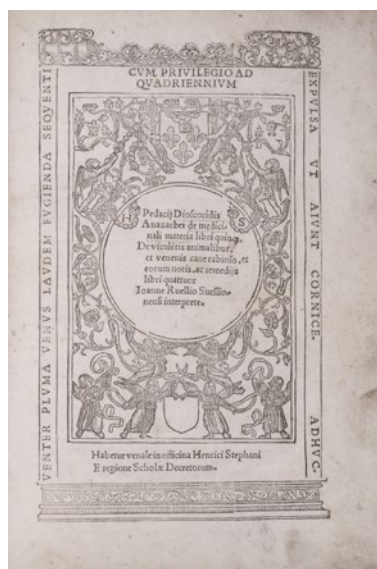 CVM PRIVILEGIO AD
QVADRIENNIVM
H S
Pedacij Dioscoridis
Anazarbei de medici-
nali materia libri quinq.
De virulētis animalibus,
et venenis cane rabioso, et
eorum notis, ac remedijs
libri quattuor
Joanne Ruellio Suessio-
nensi interprete.
Habetur venale in officina Henrici Stephani
E regione Scholæ Decretorum.
VENTER PLVMA VENVS LAVDEM FVGIENDA SEQVENTI
EXPVLSA VT AIVNT CORNICE. ADHVC.